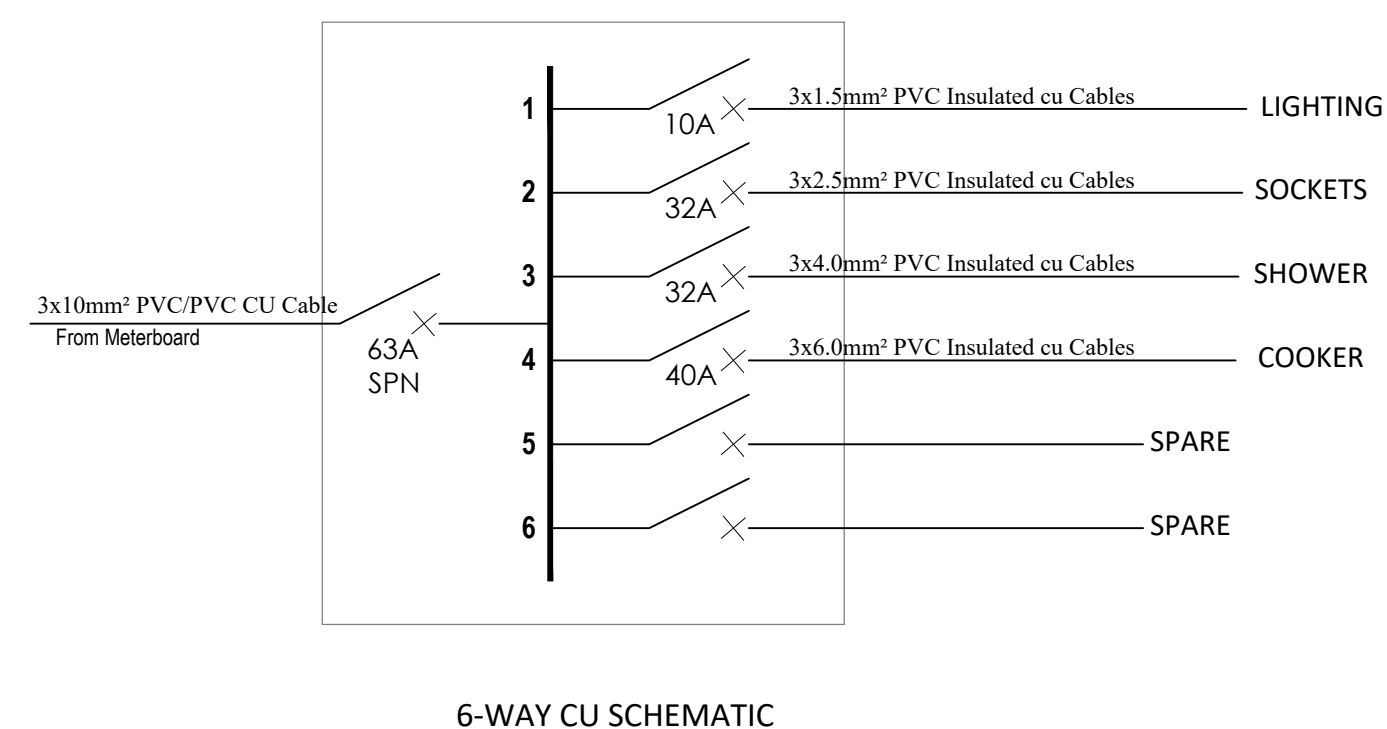 1
10A
3x1.5mm² PVC Insulated cu Cables
LIGHTING
2
32A
3x2.5mm² PVC Insulated cu Cables
SOCKETS
3
32A
3x4.0mm² PVC Insulated cu Cables
SHOWER
3x10mm² PVC/PVC CU Cable
From Meterboard
63A
SPN
4
40A
3x6.0mm² PVC Insulated cu Cables
COOKER
5
SPARE
6
SPARE
6-WAY CU SCHEMATIC